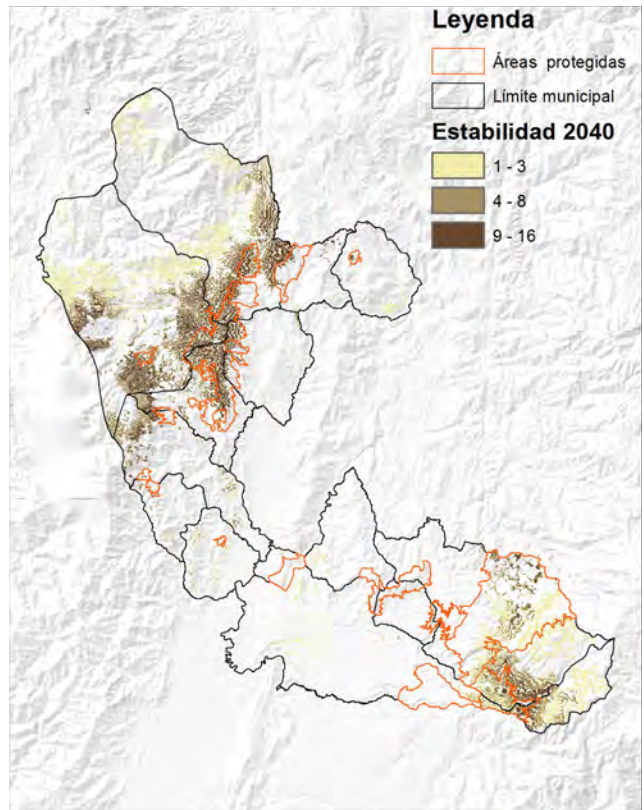 Leyenda
Áreas protegidas
Límite municipal
Estabilidad 2040
1 - 3
4 - 8
9 - 16